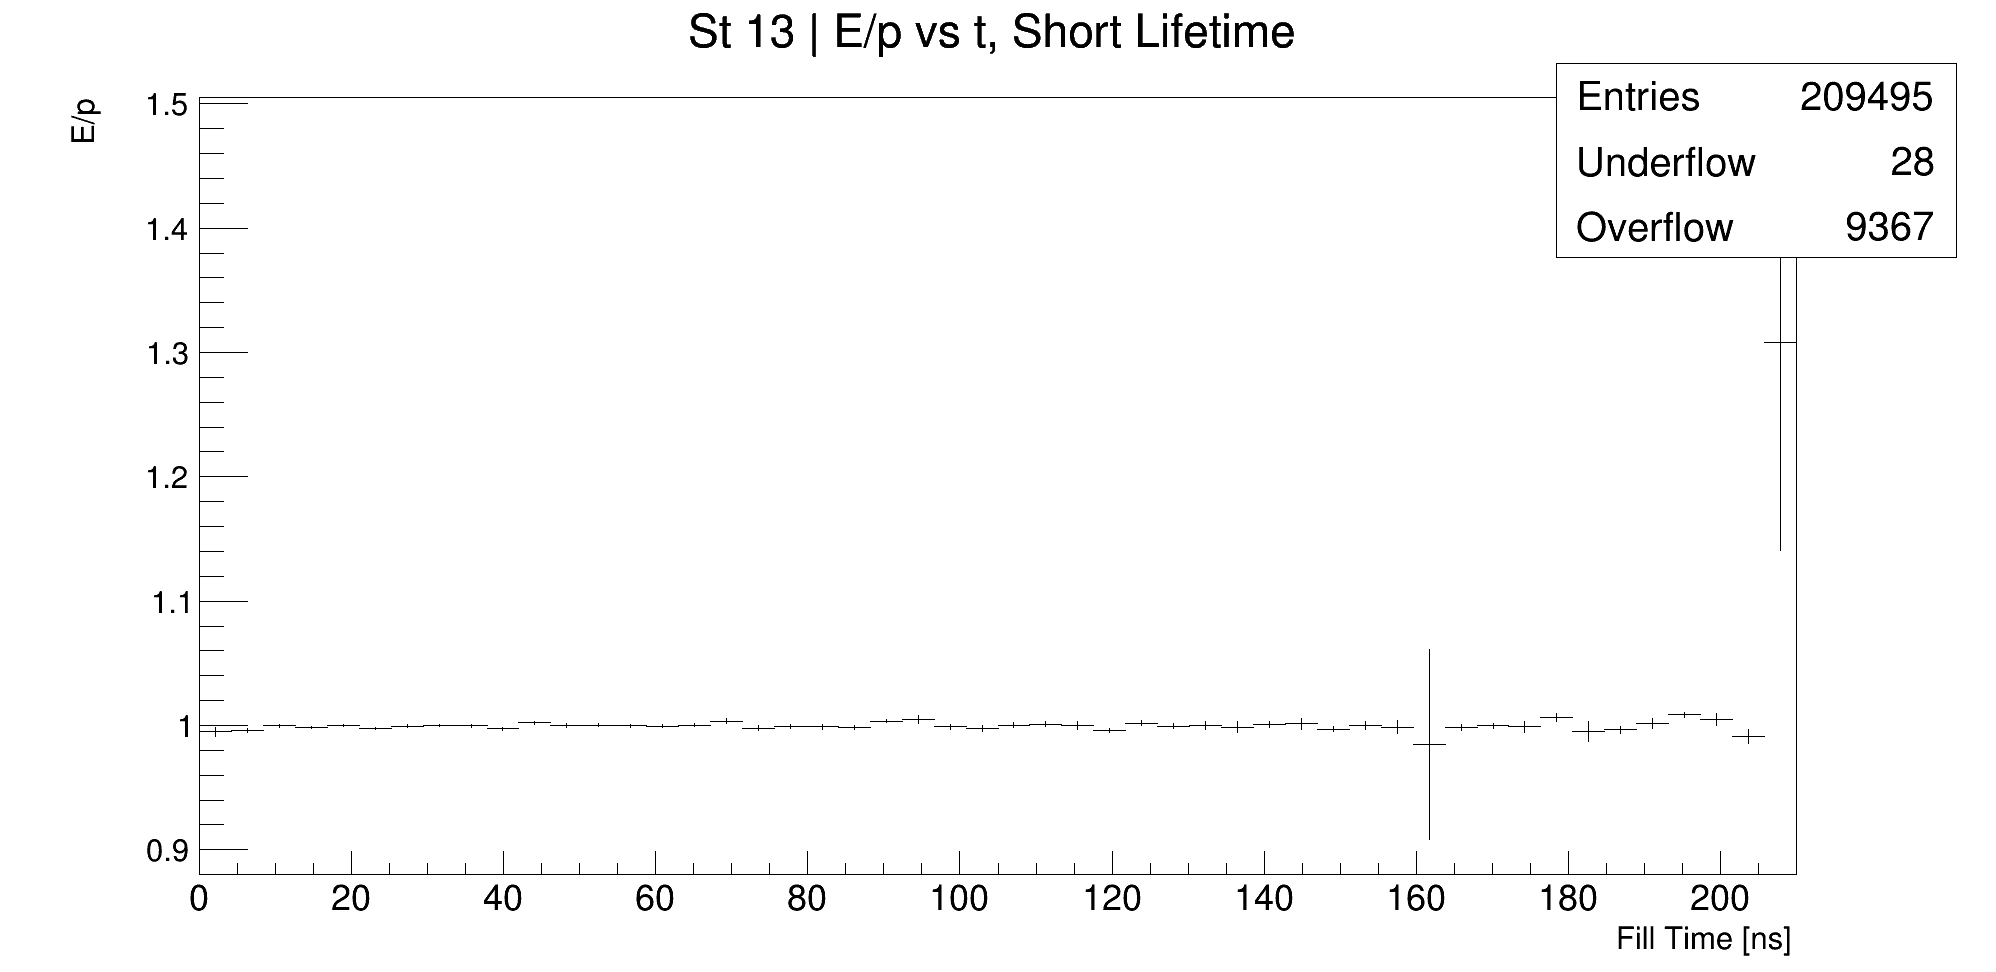 St 13 | E/p vs t, Short Lifetime
Entries 209495
Underflow 28
Overflow 9367
E/p
1.5
1.4
1.3
1.2
1.1
1
0.9
0 20 40 60 80 100 120 140 160 180 200
Fill Time [ns]